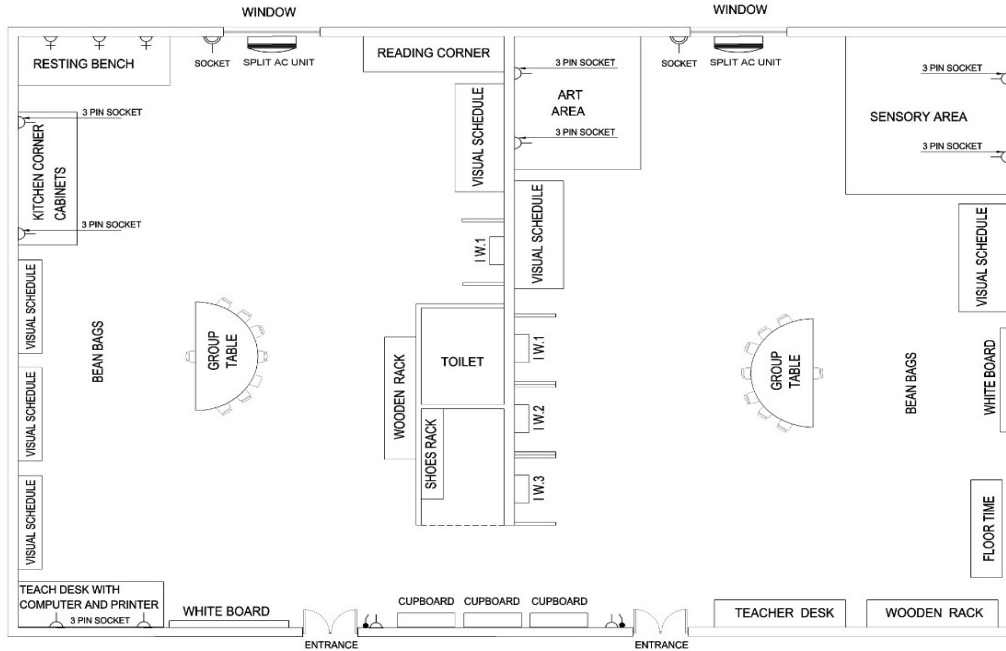 WINDOW
WINDOW
RESTING BENCH
SOCKET
SPLIT AC UNIT
READING CORNER
3 PIN SOCKET
SOCKET
SPLIT AC UNIT
3 PIN SOCKET
ART
AREA
3 PIN SOCKET
SENSORY AREA
3 PIN SOCKET
3 PIN SOCKET
KITCHEN CORNER
CABINETS
3 PIN SOCKET
VISUAL SCHEDULE
I W.1
VISUAL SCHEDULE
VISUAL SCHEDULE
VISUAL SCHEDULE
BEAN BAGS
GROUP
TABLE
WOODEN RACK
TOILET
I W.1
GROUP
TABLE
BEAN BAGS
WHITE BOARD
VISUAL SCHEDULE
SHOES RACK
I W.2
I W.3
VISUAL SCHEDULE
FLOOR TIME
TEACH DESK WITH
COMPUTER AND PRINTER
3 PIN SOCKET
WHITE BOARD
CUPBOARD
CUPBOARD
CUPBOARD
TEACHER DESK
WOODEN RACK
ENTRANCE
ENTRANCE